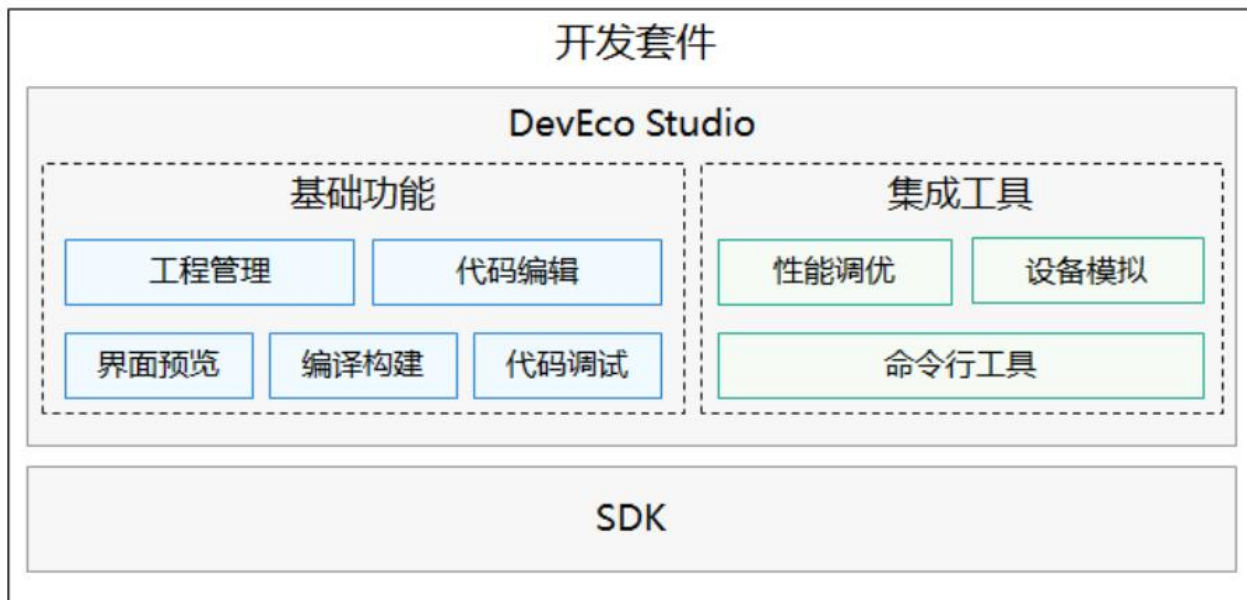 开发套件
DevEco Studio
基础功能
工程管理
代码编辑
界面预览
编译构建
代码调试
集成工具
性能调优
设备模拟
命令行工具
SDK